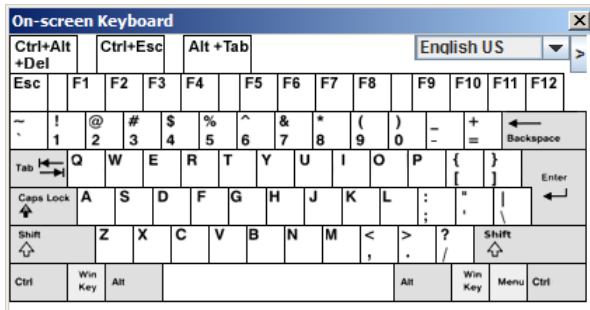 On-screen Keyboard X
Ctrl+Alt +Del Ctrl+Esc Alt +Tab English US >
Esc F1 F2 F3 F4 F5 F6 F7 F8 F9 F10 F11 F12
~ ! @ # $ % ^ & * ( ) _ +
` 1 2 3 4 5 6 7 8 9 0 - = Backspace
Tab Q W E R T Y U I O P { }
[ ] Enter
Caps Lock A S D F G H J K L : " |
; ' \
Shift Z X C V B N M < > ? Shift
, . /
Ctrl Win Key Alt Alt Win Key Menu Ctrl